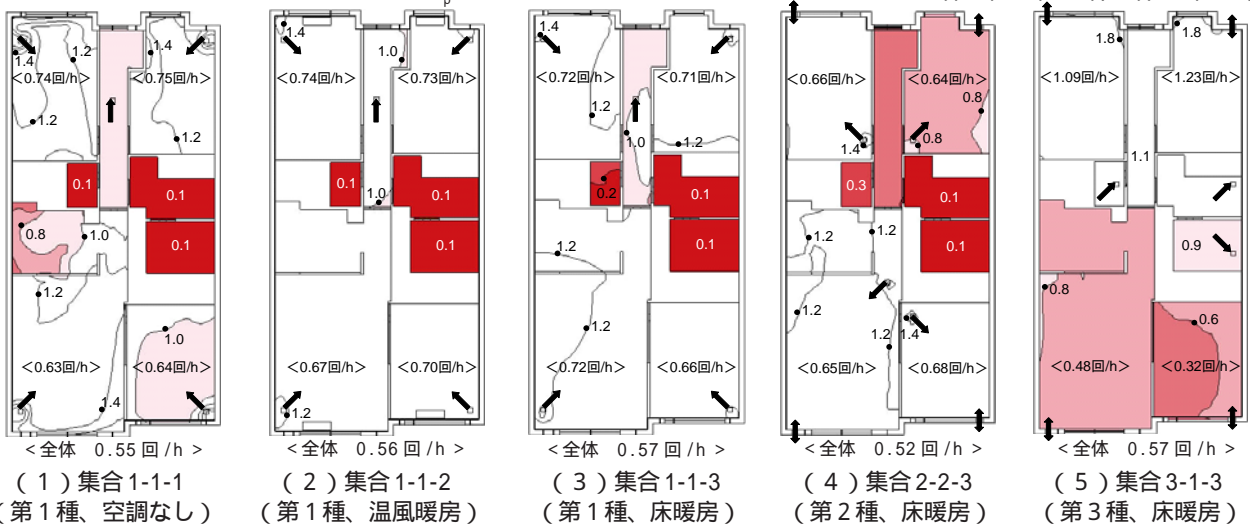 p
1.4
1.2
1.4
1.4
<0.74回/h>
<0.75回/h>
1.2
1.2
0.1
0.1
0.1
0.8
1.0
1.2
1.0
<0.63回/h>
<0.64回/h>
1.4
<全体 0.55回/h>
(1)集合1-1-1
(第1種、空調なし)
1.4
1.0
<0.74回/h>
<0.73回/h>
0.1
0.1
1.0
0.1
<0.67回/h>
<0.70回/h>
1.2
<全体 0.56回/h>
(2)集合1-1-2
(第1種、温風暖房)
1.4
<0.72回/h>
<0.71回/h>
1.2
1.0
1.2
0.2
0.1
0.1
1.2
1.2
<0.72回/h>
<0.66回/h>
<全体 0.57回/h>
(3)集合1-1-3
(第1種、床暖房)
<0.66回/h>
<0.64回/h>
0.8
1.4
0.8
0.3
0.1
0.1
1.2
1.2
1.2
1.2
1.4
<0.65回/h>
<0.68回/h>
<全体 0.52回/h>
(4)集合2-2-3
(第2種、床暖房)
1.8
1.8
<1.09回/h>
<1.23回/h>
1.1
0.9
0.8
0.6
<0.48回/h>
<0.32回/h>
<全体 0.57回/h>
(5)集合3-1-3
(第3種、床暖房)